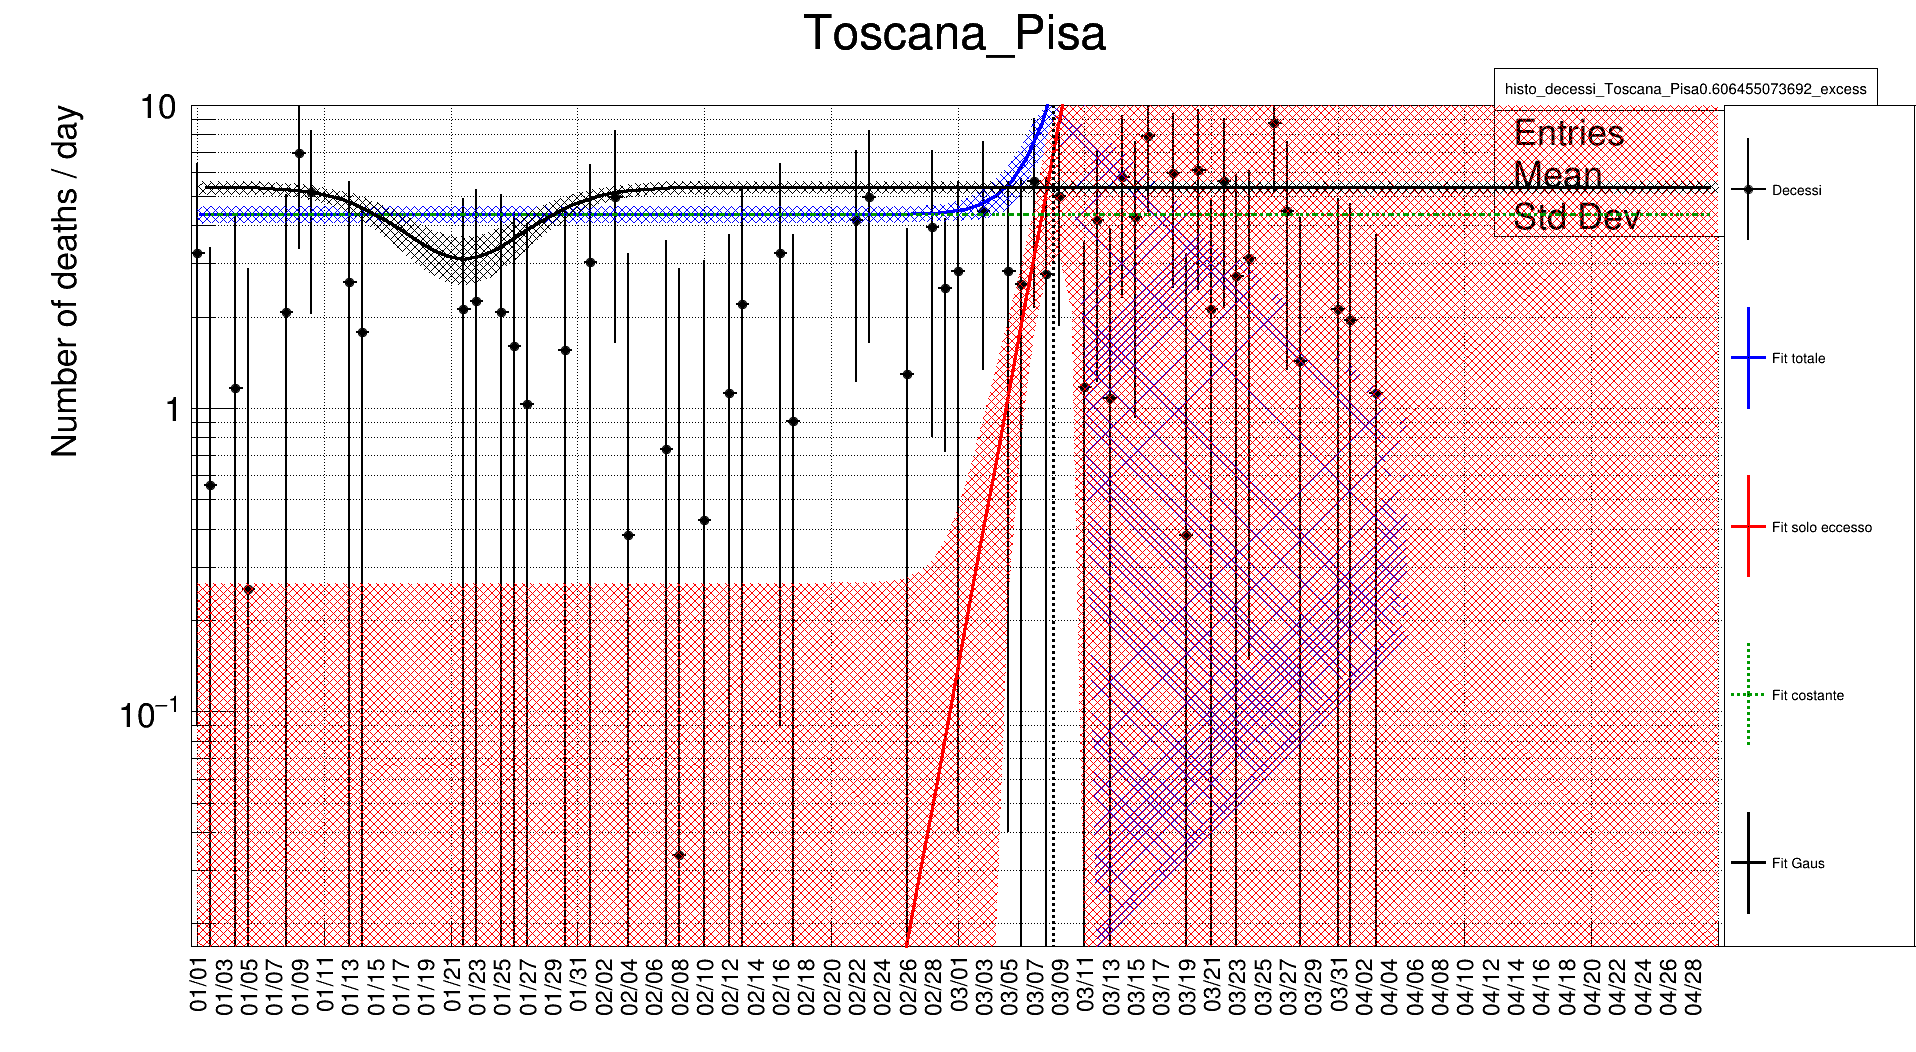 Toscana_Pisa
histo_decessi_Toscana_Pisa0.606455073692_excess
Entries
Mean
Std Dev
Number of deaths / day
10
1
10⁻¹
Decessi
Fit totale
Fit solo eccesso
Fit costante
Fit Gaus
01/01 01/03 01/05 01/07 01/09 01/11 01/13 01/15 01/17 01/19 01/21 01/23 01/25 01/27 01/29 01/31 02/02 02/04 02/06 02/08 02/10 02/12 02/14 02/16 02/18 02/20 02/22 02/24 02/26 02/28 03/01 03/03 03/05 03/07 03/09 03/11 03/13 03/15 03/17 03/19 03/21 03/23 03/25 03/27 03/29 03/31 04/02 04/04 04/06 04/08 04/10 04/12 04/14 04/16 04/18 04/20 04/22 04/24 04/26 04/28